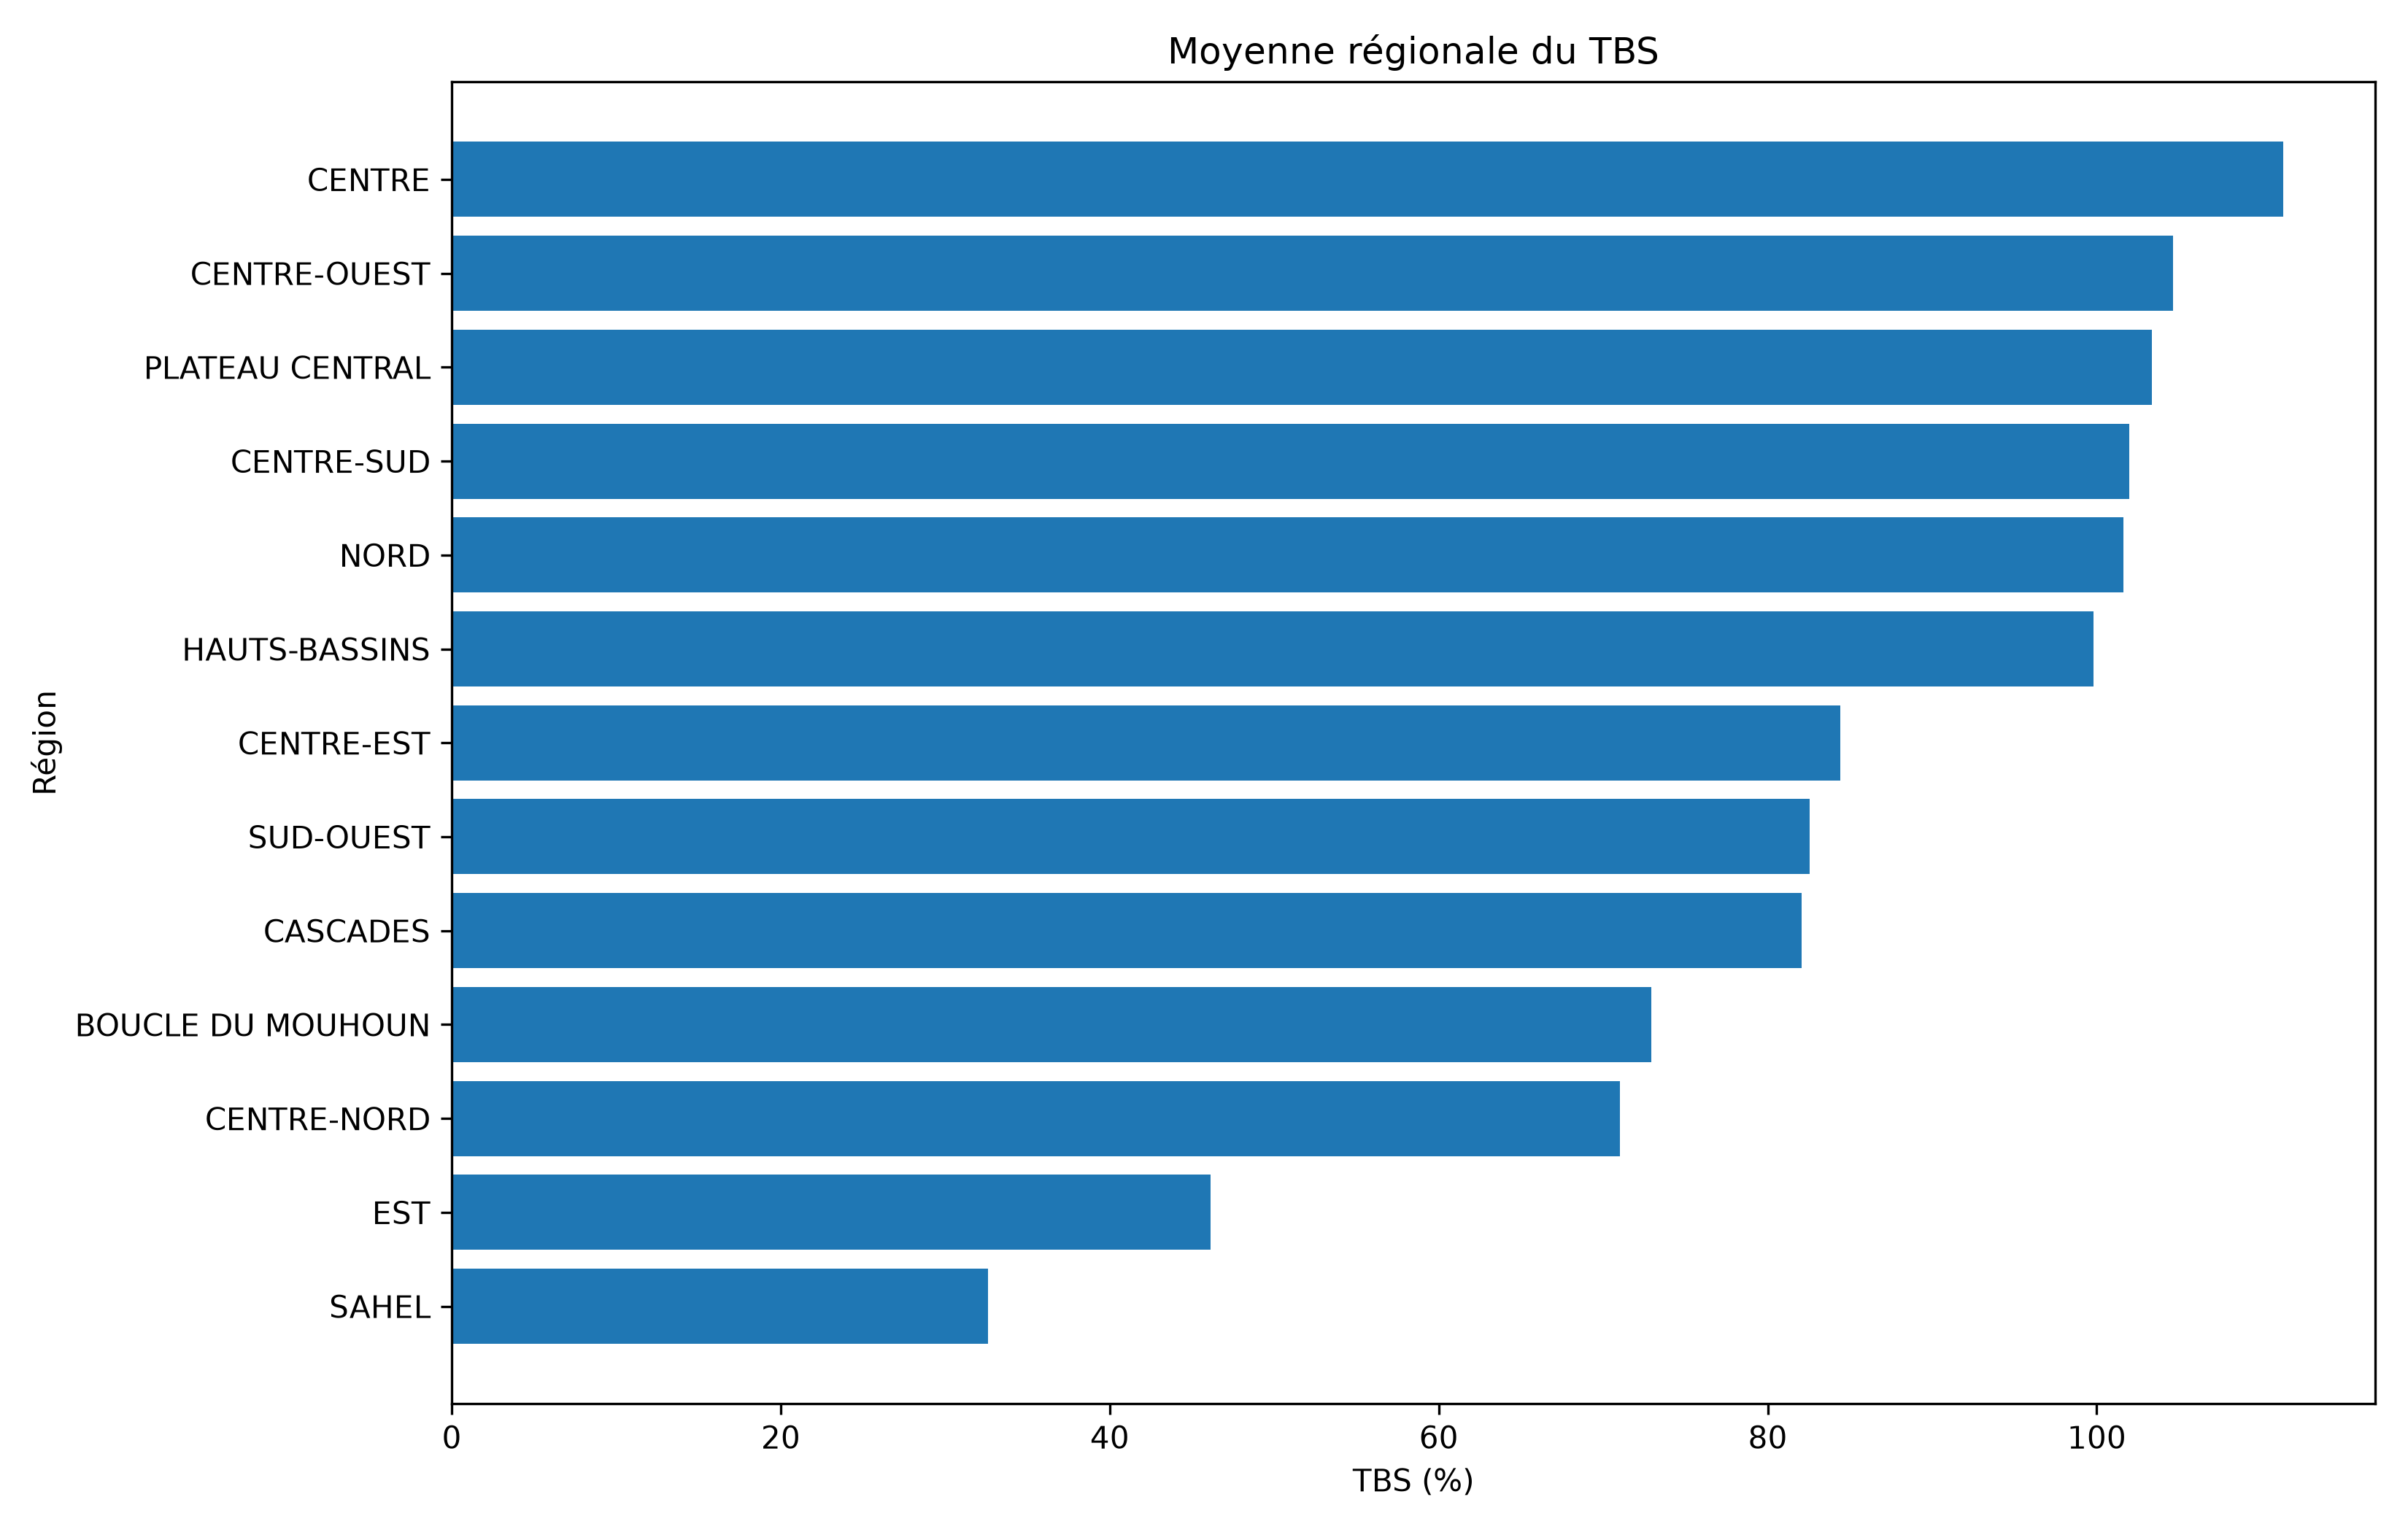 Moyenne régionale du TBS
CENTRE
CENTRE-OUEST
PLATEAU CENTRAL
CENTRE-SUD
NORD
HAUTS-BASSINS
CENTRE-EST
SUD-OUEST
CASCADES
BOUCLE DU MOUHOUN
CENTRE-NORD
EST
SAHEL
Région
0 20 40 60 80 100
TBS (%)